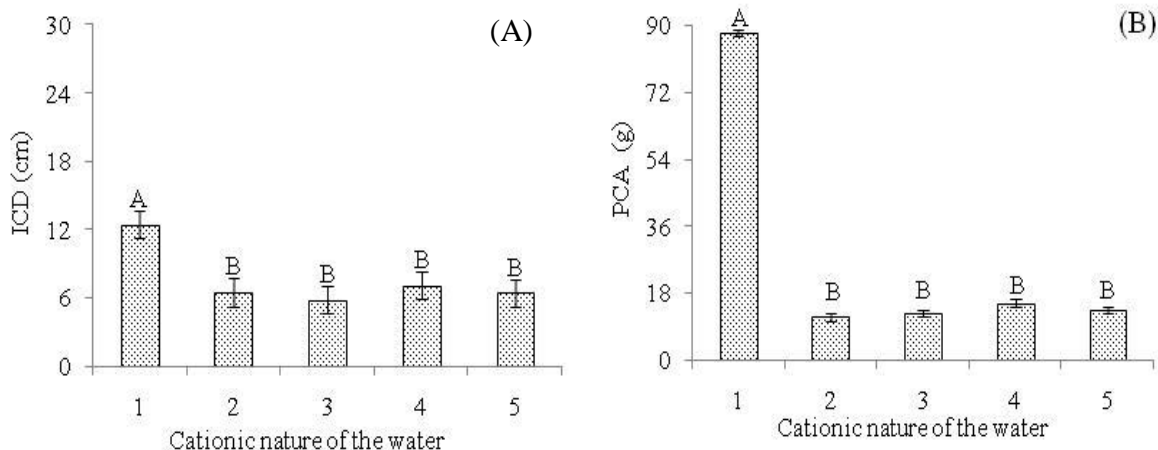 (A)
ICD (cm)
30
24
18
12
6
0
A
B
B
B
B
1 2 3 4 5
Cationic nature of the water
(B)
PCA (g)
90
72
54
36
18
0
A
B
B
B
B
1 2 3 4 5
Cationic nature of the water